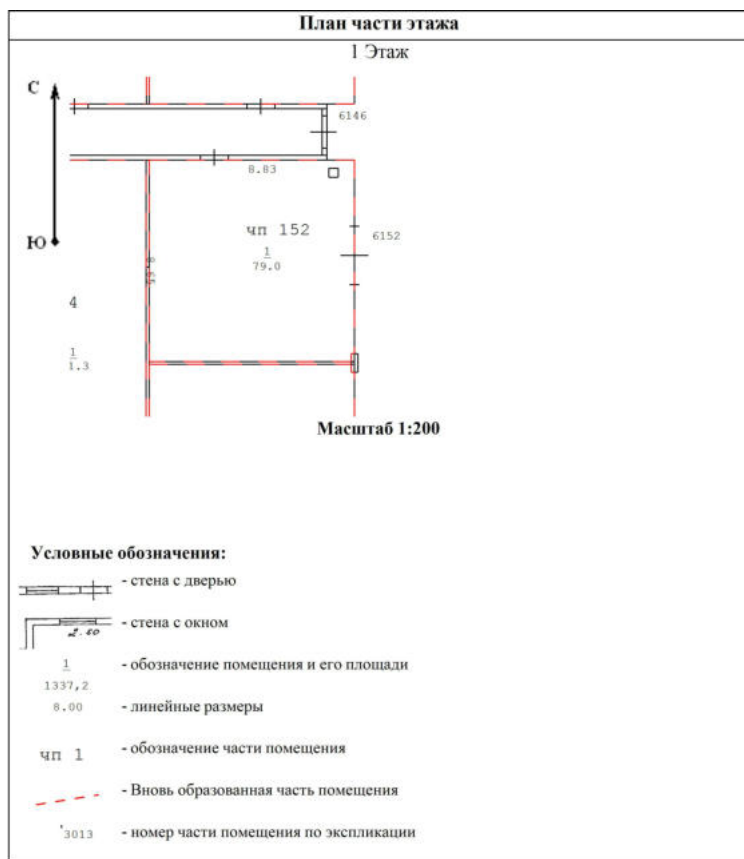 План части этажа
1 Этаж
С
6146
8.83
чп 152
1
79.0
6152
Ю
4
1
1.3
Масштаб 1:200
Условные обозначения:
- стена с дверью
2.80
- стена с окном
1
1337,2
- обозначение помещения и его площади
8.00
- линейные размеры
чп 1
- обозначение части помещения
- Вновь образованная часть помещения
3013
- номер части помещения по экспликации